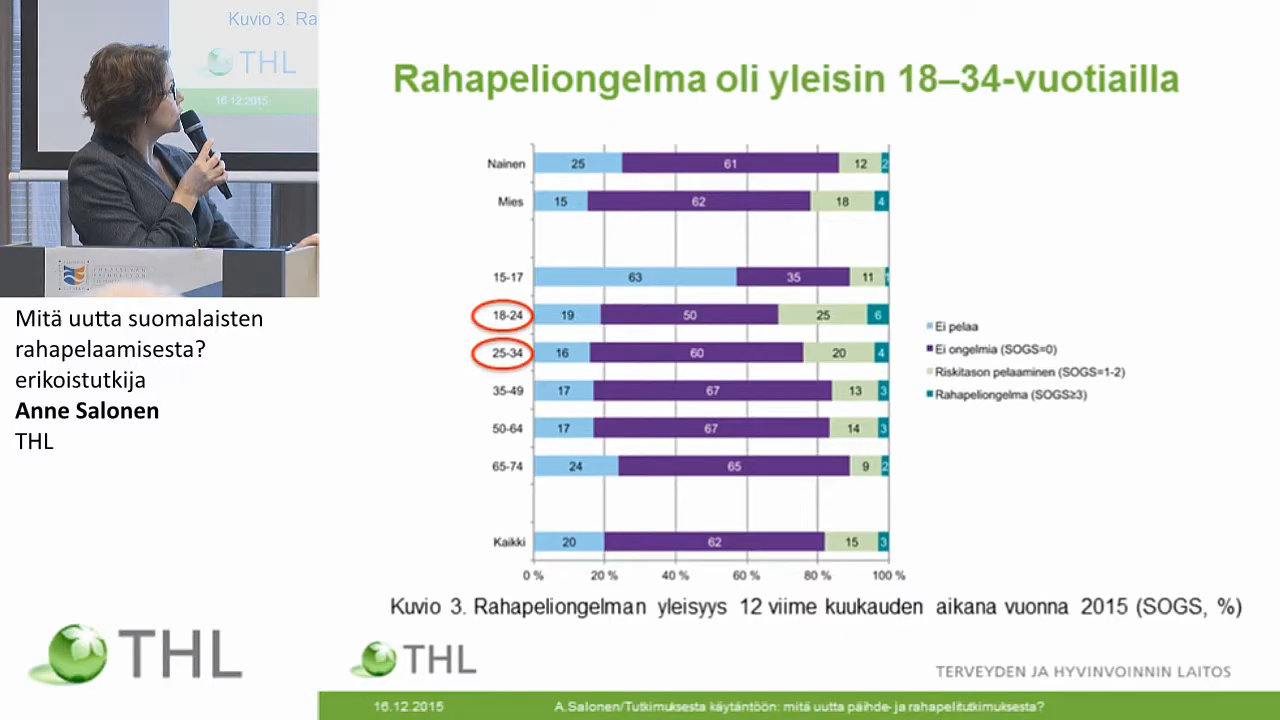 Kuvio 3. Ra
THL
16.12.2015
Mitä uutta suomalaisten
rahapelaamisesta?
erikoistutkija
Anne Salonen
THL
THL
Rahapeliongelma oli yleisin 18–34-vuotiailla
Nainen 25 61 12 2
Mies 15 62 18 4
15-17 63 35 11 1
18-24 19 50 25 6
25-34 16 60 20 4
35-49 17 67 13 3
50-64 17 67 14 3
65-74 24 65 9 2
Kaikki 20 62 15 3
0 % 20 % 40 % 60 % 80 % 100 %
Ei pelaa
Ei ongelmia (SOGS=0)
Riskitason pelaaminen (SOGS=1-2)
Rahapeliongelma (SOGS≥3)
Kuvio 3. Rahapeliongelman yleisyys 12 viime kuukauden aikana vuonna 2015 (SOGS, %)
THL
TERVEYDEN JA HYVINVOINNIN LAITOS
16.12.2015 A.Salonen/Tutkimuksesta käytäntöön: mitä uutta päihde- ja rahapelitutkimuksesta?